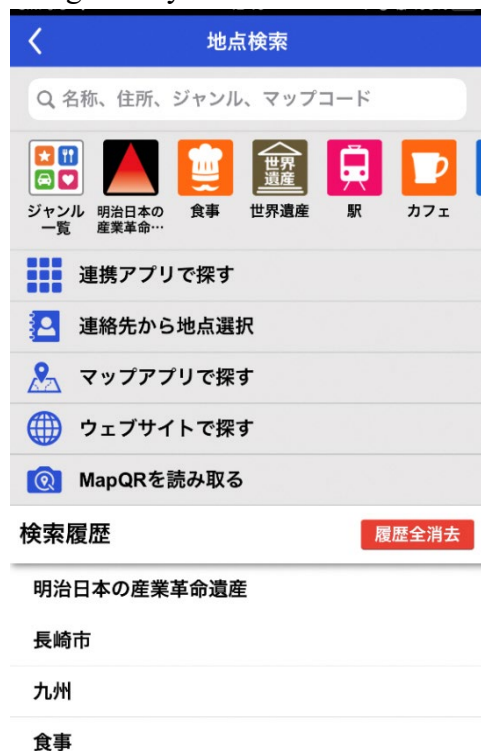 地点検索
名称、住所、ジャンル、マップコード
世界
遺産
ジャンル
一覧
明治日本の
産業革命…
食事
世界遺産
駅
カフェ
連携アプリで探す
連絡先から地点選択
マップアプリで探す
ウェブサイトで探す
MapQRを読み取る
検索履歴
履歴全消去
明治日本の産業革命遺産
長崎市
九州
食事